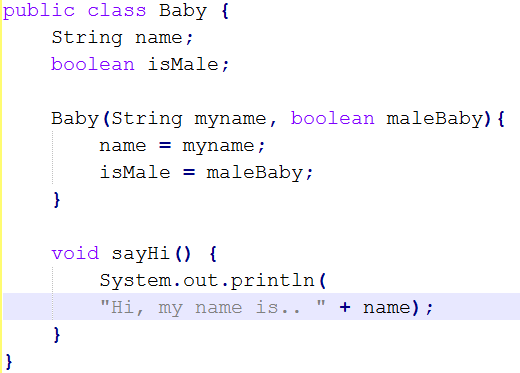 public class Baby {
    String name;
    boolean isMale;

    Baby(String myname, boolean maleBaby){
        name = myname;
        isMale = maleBaby;
    }

    void sayHi() {
        System.out.println(
        "Hi, my name is.. " + name);
    }
}